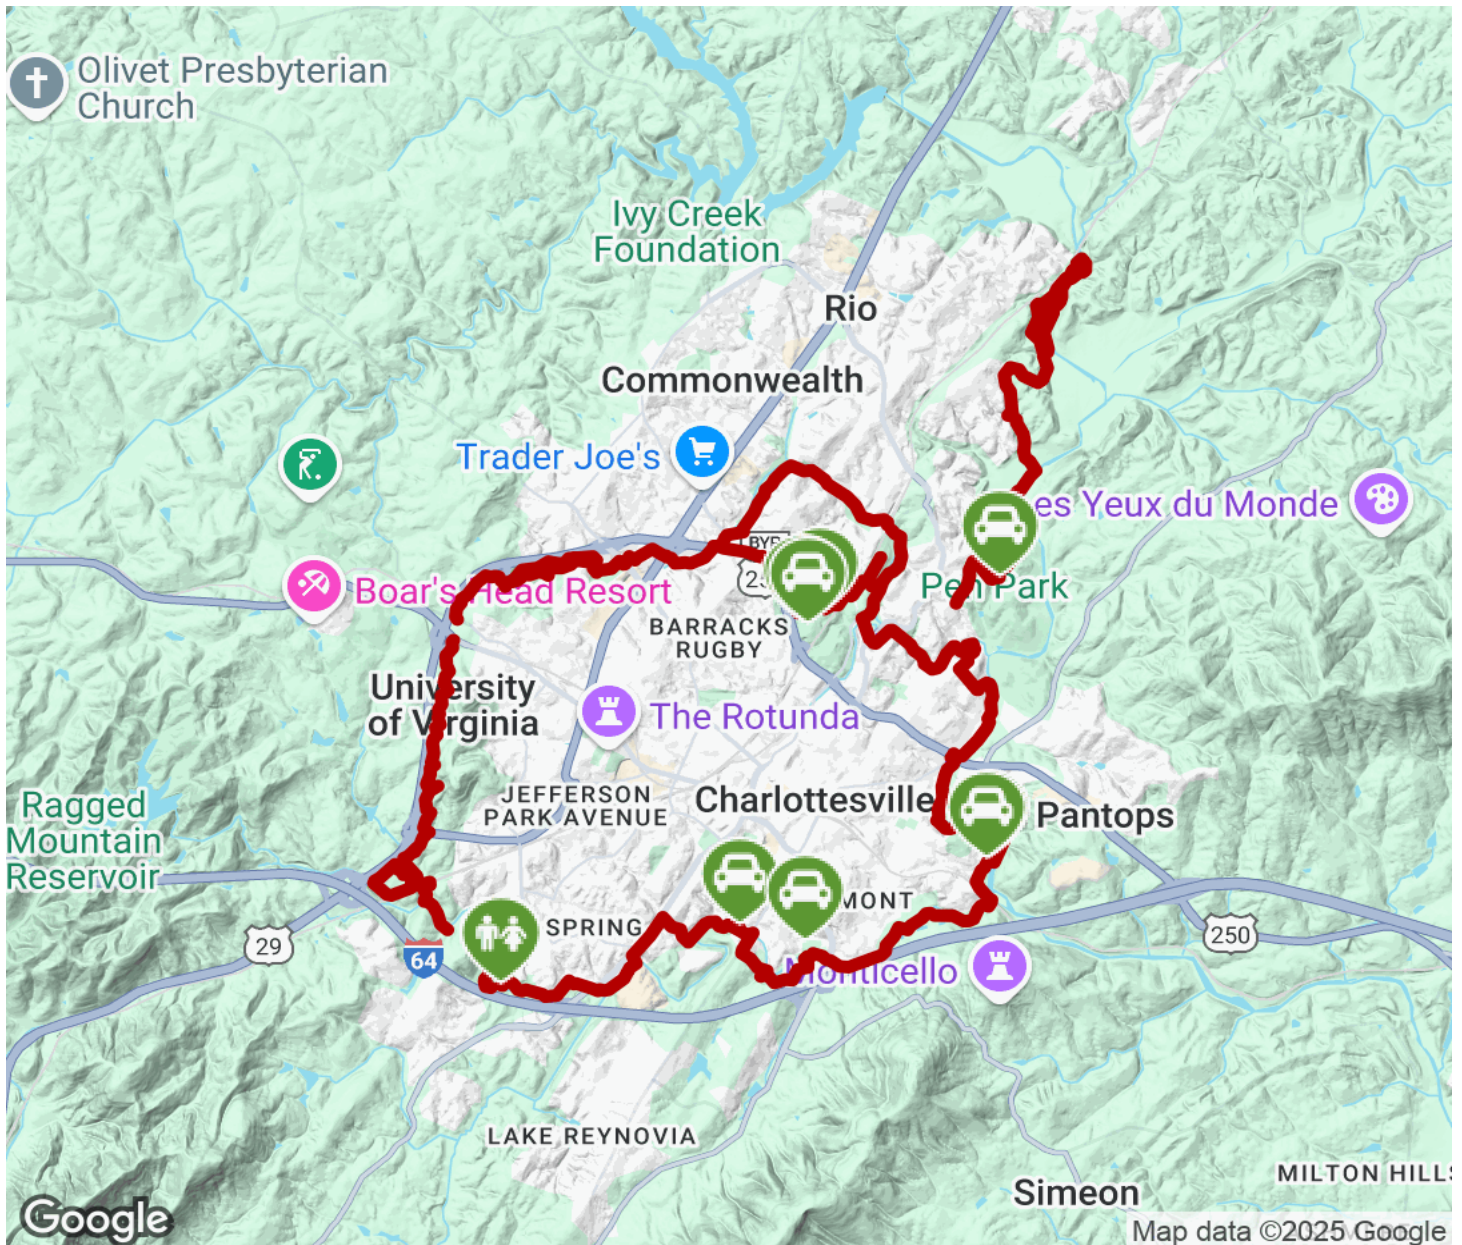 Olivet Presbyterian
Church
Ivy Creek
Foundation
Rio
Commonwealth
Trader Joe's
es Yeux du Monde
Boar's Head Resort
BARRACKS
RUGBY
University
of Virginia
The Rotunda
JEFFERSON
PARK AVENUE
Charlottesville
Pantops
Ragged
Mountain
Reservoir
MONT
SPRING
29
64
250
Monticello
LAKE REYNOVIA
MILTON HILLS
Simeon
Google
Map data ©2025 Google